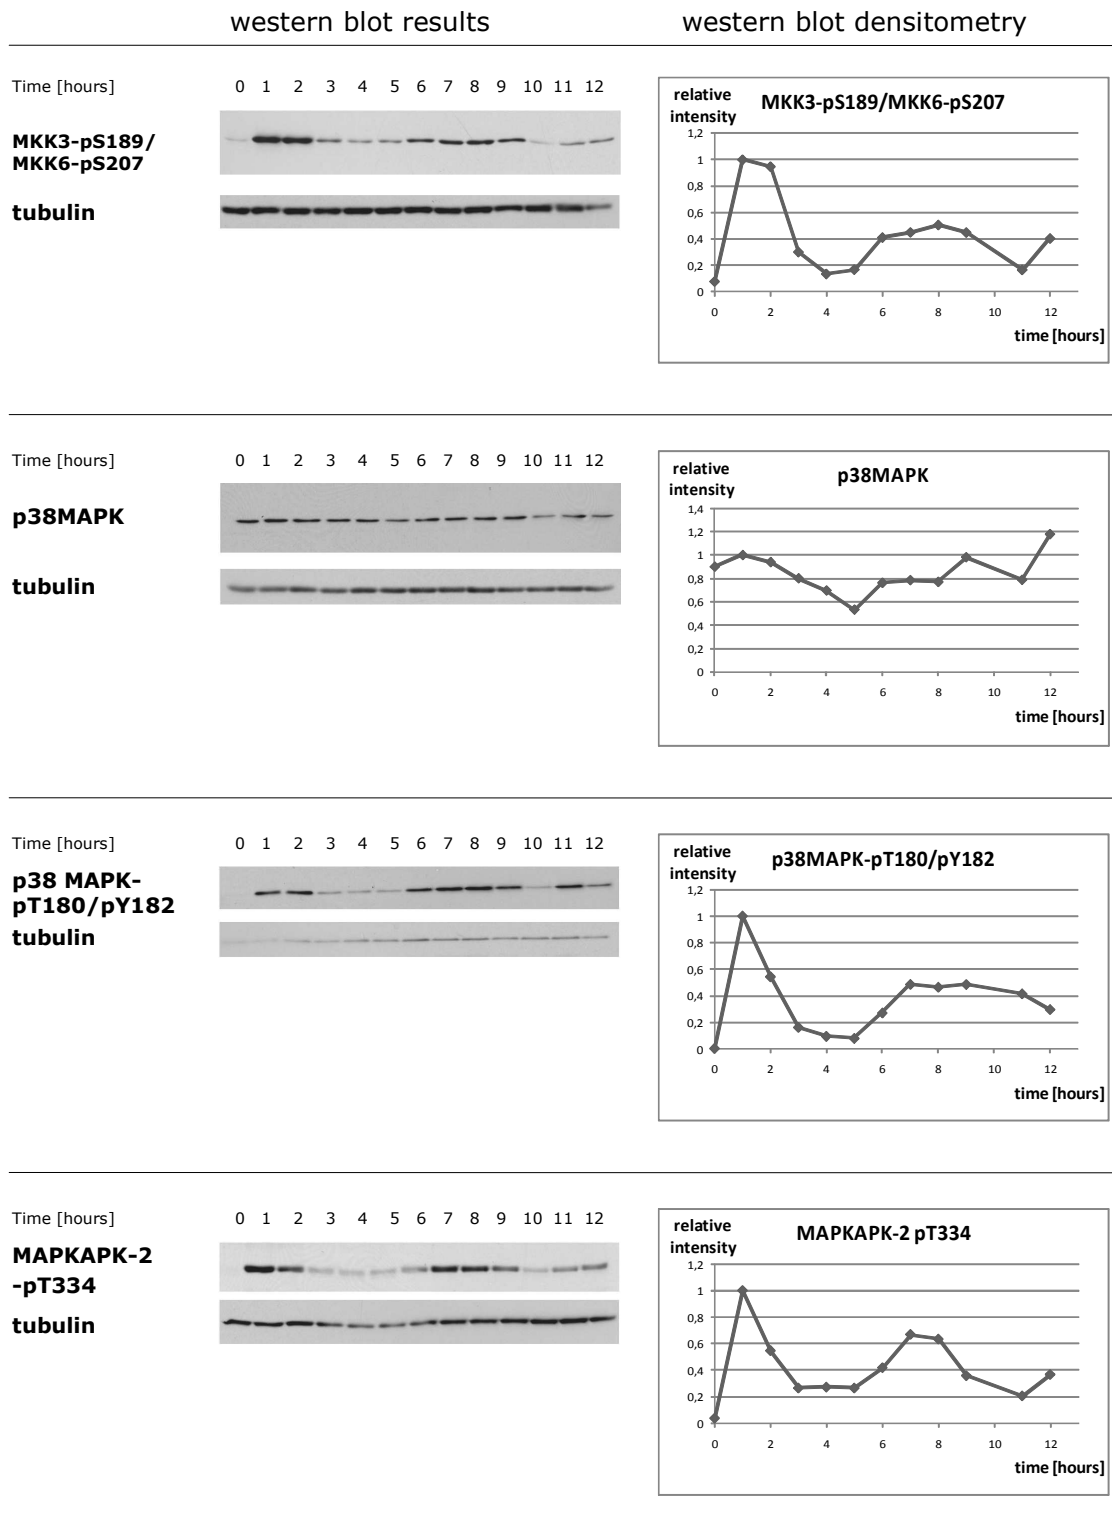 western blot results western blot densitometry
Time [hours] 0 1 2 3 4 5 6 7 8 9 10 11 12
MKK3-pS189/
MKK6-pS207
tubulin
relative
intensity
MKK3-pS189/MKK6-pS207
1,2
1
0,8
0,6
0,4
0,2
0
0 2 4 6 8 10 12
time [hours]
Time [hours] 0 1 2 3 4 5 6 7 8 9 10 11 12
p38MAPK
tubulin
relative
intensity
p38MAPK
1,4
1,2
1
0,8
0,6
0,4
0,2
0
0 2 4 6 8 10 12
time [hours]
Time [hours] 0 1 2 3 4 5 6 7 8 9 10 11 12
p38 MAPK-
pT180/pY182
tubulin
relative
intensity
p38MAPK-pT180/pY182
1,2
1
0,8
0,6
0,4
0,2
0
0 2 4 6 8 10 12
time [hours]
Time [hours] 0 1 2 3 4 5 6 7 8 9 10 11 12
MAPKAPK-2
-pT334
tubulin
relative
intensity
MAPKAPK-2 pT334
1,2
1
0,8
0,6
0,4
0,2
0
0 2 4 6 8 10 12
time [hours]